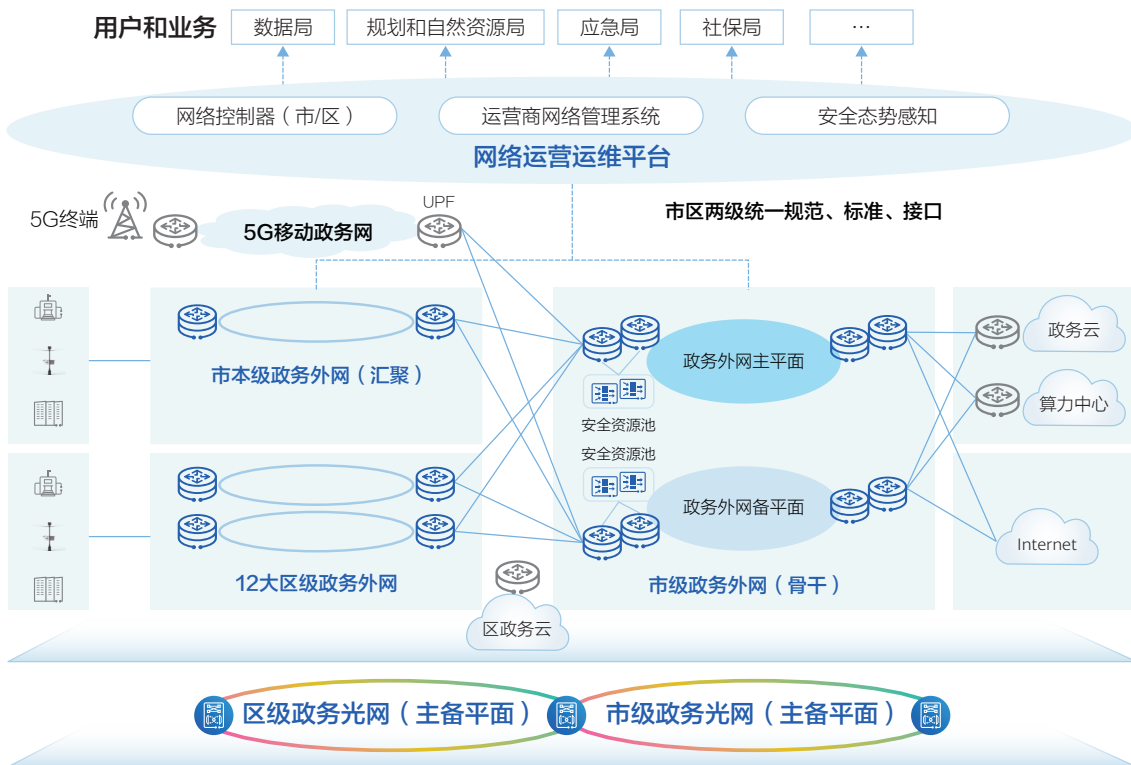 用户和业务
数据局
规划和自然资源局
应急局
社保局
…
网络控制器（市/区）
运营商网络管理系统
安全态势感知
网络运营运维平台
5G终端
5G移动政务网
UPF
市区两级统一规范、标准、接口
市本级政务外网（汇聚）
政务外网主平面
安全资源池
安全资源池
政务外网备平面
12大区级政务外网
市级政务外网（骨干）
政务云
算力中心
Internet
区政务云
区级政务光网（主备平面）
市级政务光网（主备平面）